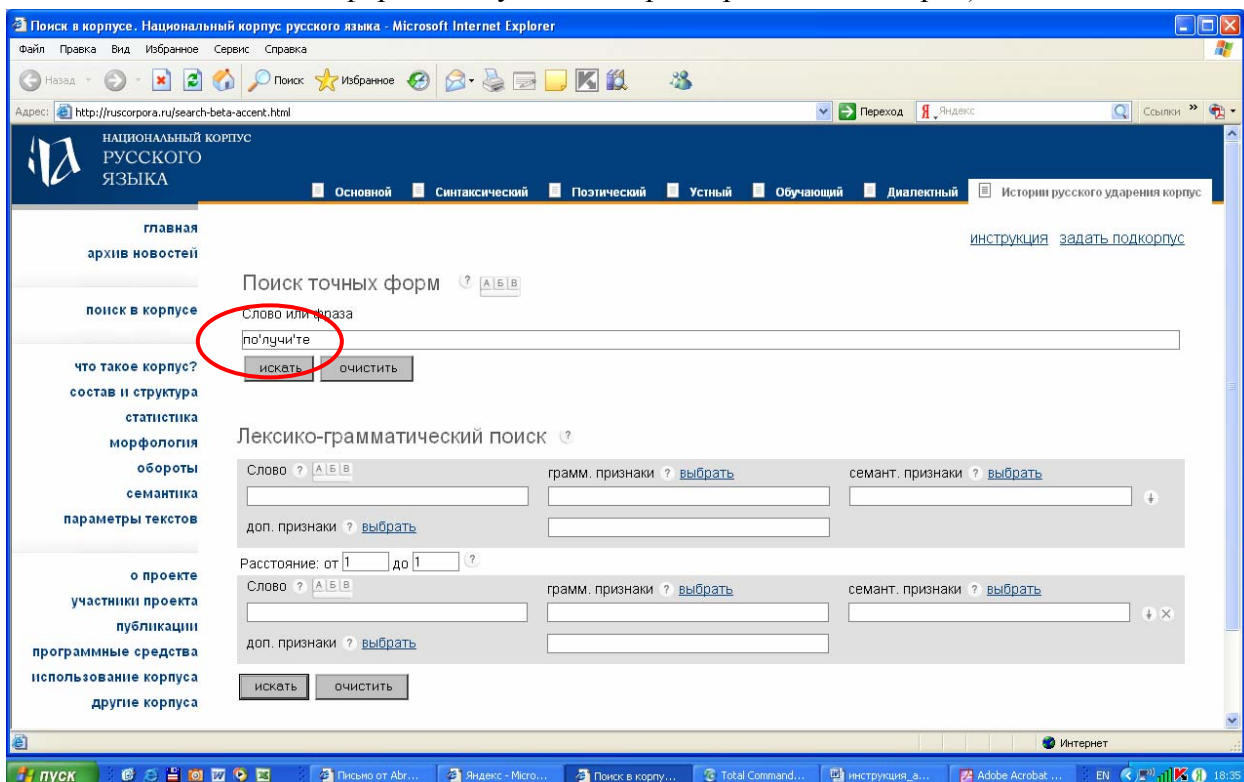 Поиск в корпусе. Национальный корпус русского языка - Microsoft Internet Explorer
Файл Правка Вид Избранное Сервис Справка
Назад Поиск Избранное
Адрес: http://ruscorpora.ru/search-beta-accent.html Переход Яндекс Ссылки »
НАЦИОНАЛЬНЫЙ КОРПУС
РУССКОГО
ЯЗЫКА
Основной Синтаксический Поэтический Устный Обучающий Диалектный Истории русского ударения корпус
главная
архив новостей
инструкция задать подкорпус
Поиск точных форм ? А Б В
поиск в корпусе
Слово или фраза
по'лучи'те
искать очистить
что такое корпус?
состав и структура
статистика
морфология
обороты
семантика
параметры текстов
Лексико-грамматический поиск ?
Слово ? А Б В грамм. признаки ? выбрать семант. признаки ? выбрать
доп. признаки ? выбрать
Расстояние: от 1 до 1 ?
Слово ? А Б В грамм. признаки ? выбрать семант. признаки ? выбрать
доп. признаки ? выбрать
искать очистить
о проекте
участники проекта
публикации
программные средства
использование корпуса
другие корпуса
Интернет
пуск Письмо от Abr... Яндекс - Micro... Поиск в корпу... Total Command... инструкция_а... Adobe Acrobat ... EN 18:35